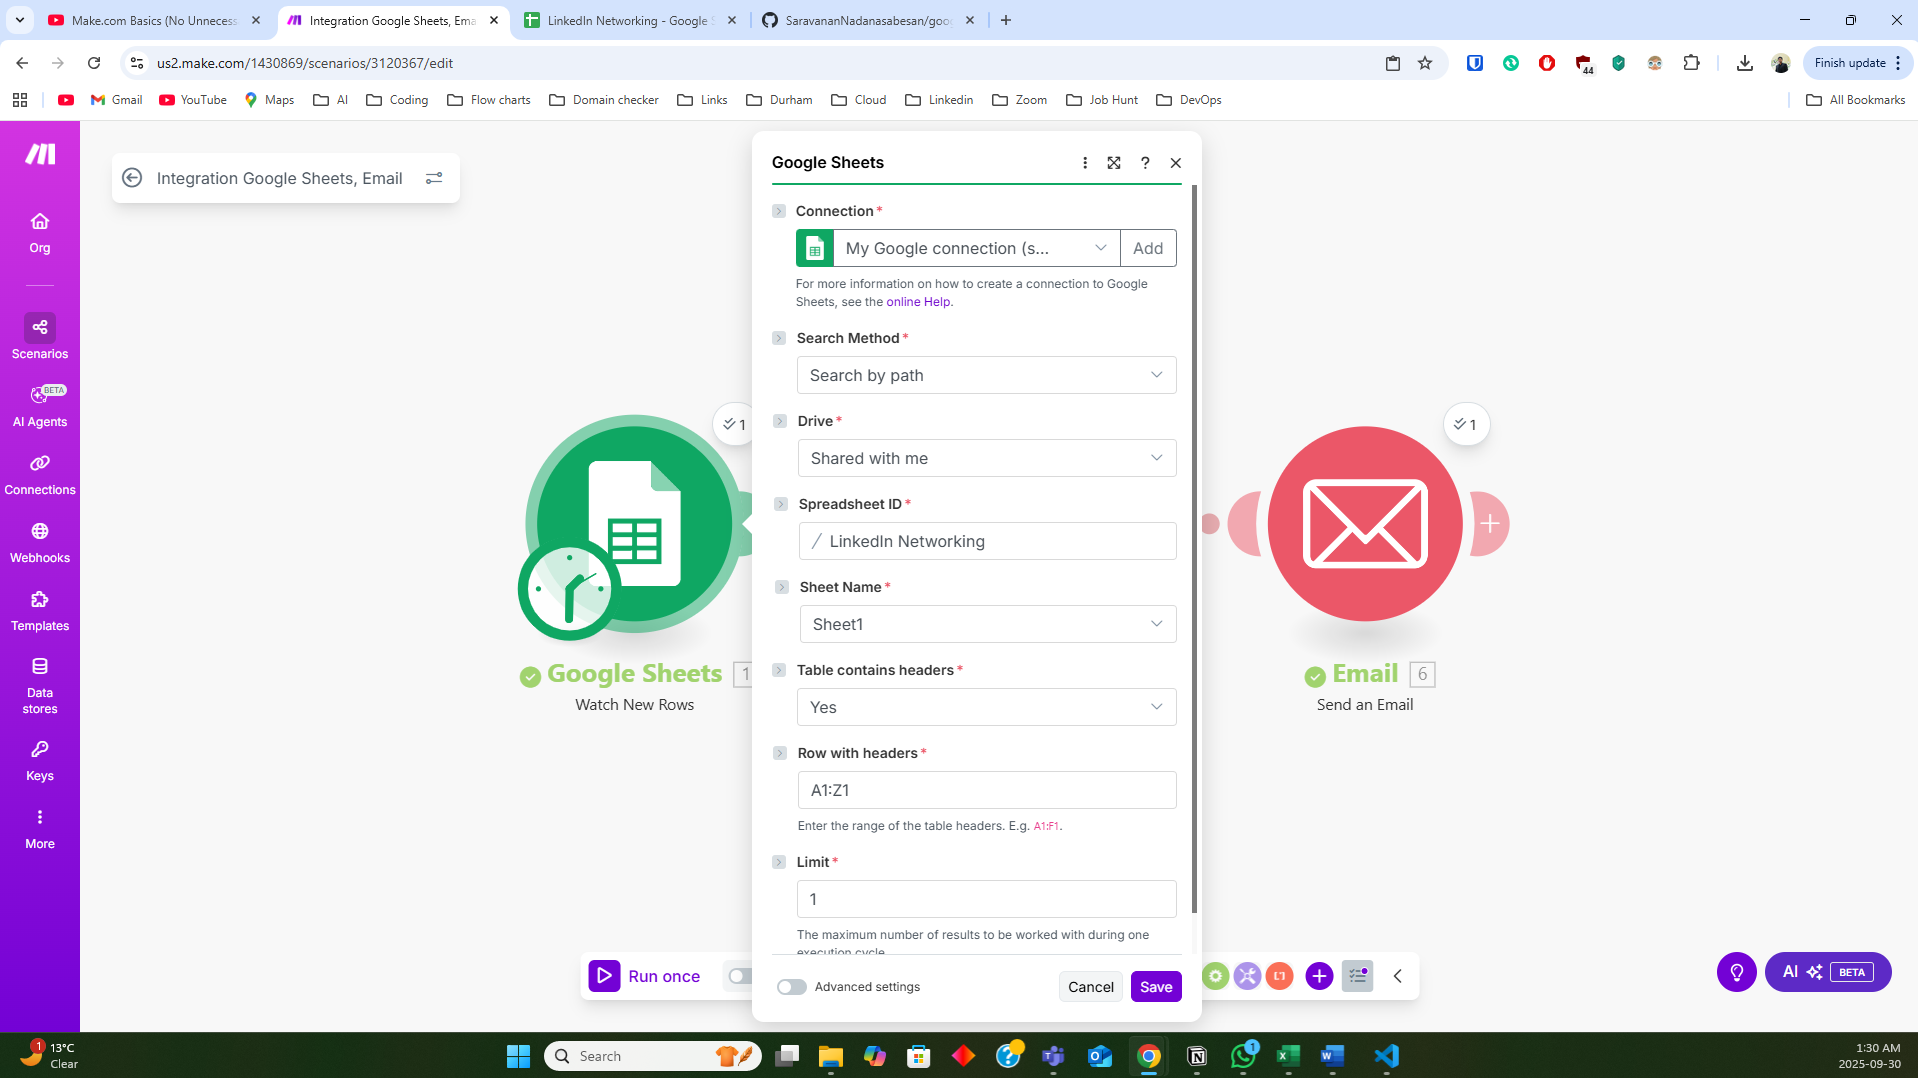 Make.com Basics (No Unnecess
Integration Google Sheets, Ema
LinkedIn Networking - Google S
SaravananNadanasabesan/goo
us2.make.com/1430869/scenarios/3120367/edit
44
Finish update
Gmail
YouTube
Maps
AI
Coding
Flow charts
Domain checker
Links
Durham
Cloud
Linkedin
Zoom
Job Hunt
DevOps
All Bookmarks
Org
Scenarios
BETA
AI Agents
Connections
Webhooks
Templates
Data
stores
Keys
More
Integration Google Sheets, Email
1
Google Sheets
1
Watch New Rows
Google Sheets
?
Connection *
My Google connection (s...
Add
For more information on how to create a connection to Google
Sheets, see the online Help.
Search Method *
Search by path
Drive *
Shared with me
Spreadsheet ID *
/ LinkedIn Networking
Sheet Name *
Sheet1
Table contains headers *
Yes
Row with headers *
A1:Z1
Enter the range of the table headers. E.g. A1:F1.
Limit *
1
The maximum number of results to be worked with during one
execution cycle
Advanced settings
Cancel
Save
1
Email
6
Send an Email
Run once
AI
BETA
1
13°C
Clear
Search
1
1:30 AM
2025-09-30